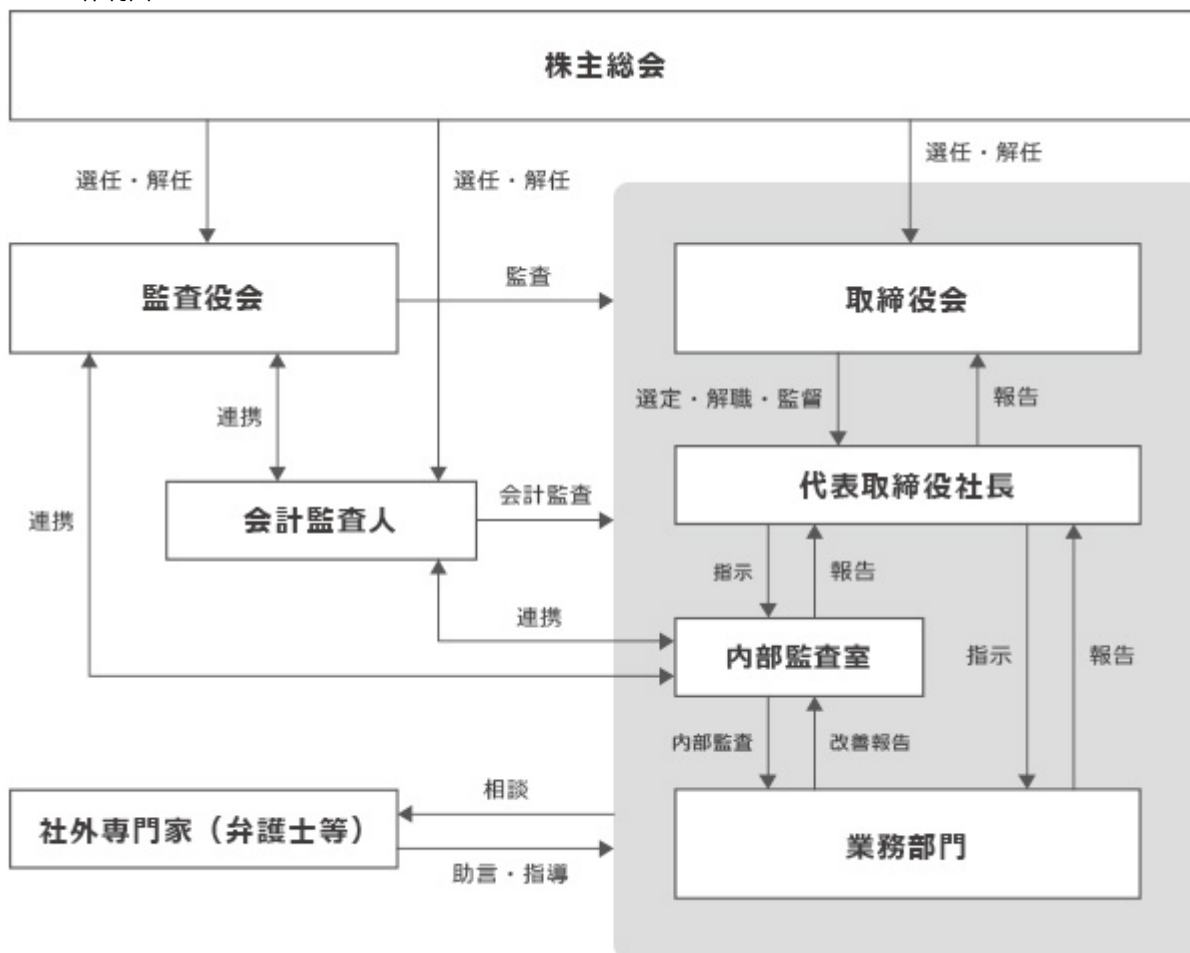 株主総会
選任・解任
選任・解任
選任・解任
監査役会
監査
取締役会
連携
選定・解職・監督
報告
代表取締役社長
会計監査人
会計監査
連携
指示
報告
連携
内部監査室
指示
報告
内部監査
改善報告
社外専門家（弁護士等）
相談
助言・指導
業務部門